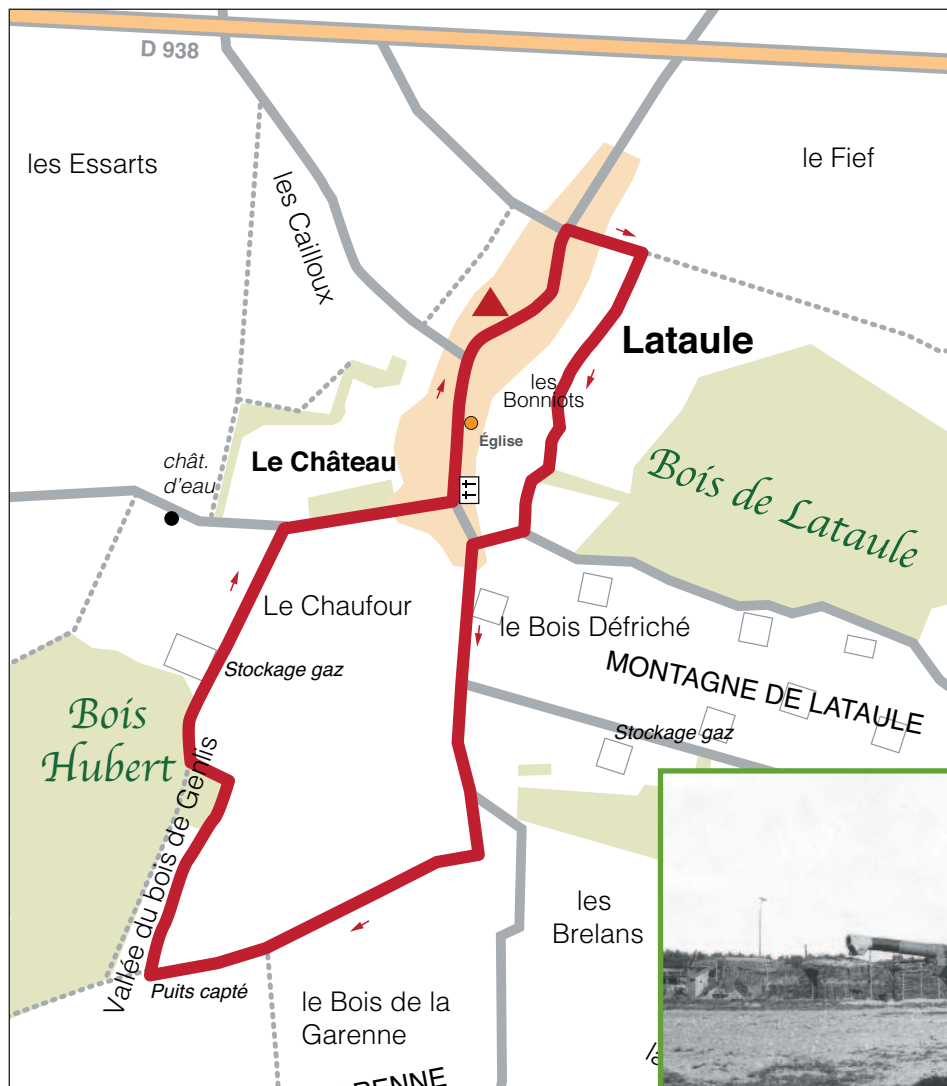 D 938
les Essarts
le Fief
les Cailloux
Lataule
les
Bonniots
Église
Le Château
chât.
d'eau
Bois de Lataule
Le Chaufour
le Bois Défriché
MONTAGNE DE LATAULE
Stockage gaz
Stockage gaz
Bois
Hubert
Vallée du bois de Genlis
les
Brelans
Puits capté
le Bois de la
Garenne